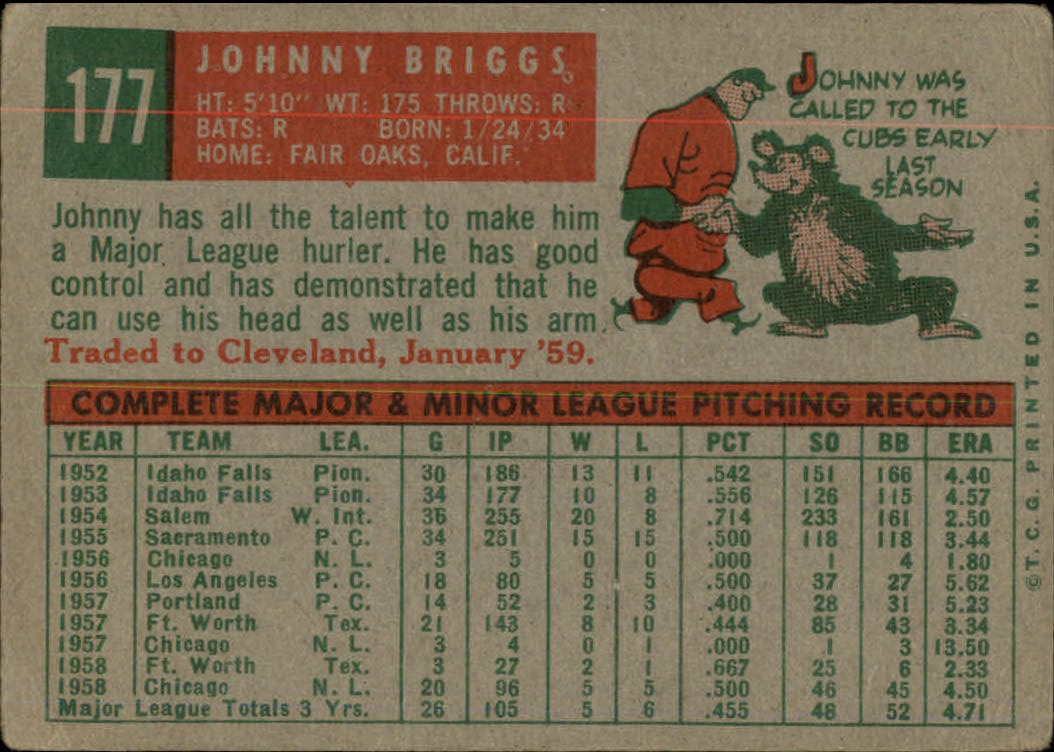 177
JOHNNY BRIGGS
HT: 5'10" WT: 175 THROWS: R
BATS: R BORN: 1/24/34
HOME: FAIR OAKS, CALIF.
JOHNNY WAS
CALLED TO THE
CUBS EARLY
LAST
SEASON
Johnny has all the talent to make him
a Major League hurler. He has good
control and has demonstrated that he
can use his head as well as his arm.
Traded to Cleveland, January '59.
COMPLETE MAJOR & MINOR LEAGUE PITCHING RECORD
YEAR TEAM LEA. G IP W L PCT SO BB ERA
1952 Idaho Falls Pion. 30 186 13 11 .542 151 166 4.40
1953 Idaho Falls Pion. 34 177 10 8 .556 126 115 4.57
1954 Salem W. Int. 36 255 20 8 .714 233 161 2.50
1955 Sacramento P. C. 34 251 15 15 .500 118 118 3.44
1956 Chicago N. L. 3 5 0 0 .000 1 4 1.80
1956 Los Angeles P. C. 18 80 5 5 .500 37 27 5.62
1957 Portland P. C. 14 52 2 3 .400 28 31 5.23
1957 Ft. Worth Tex. 21 143 8 10 .444 85 43 3.34
1957 Chicago N. L. 3 4 0 1 .000 1 3 13.50
1958 Ft. Worth Tex. 3 27 2 1 .667 25 6 2.33
1958 Chicago N. L. 20 96 5 5 .500 46 45 4.50
Major League Totals 3 Yrs. 26 105 5 6 .455 48 52 4.71
© T. C. G. PRINTED IN U.S.A.